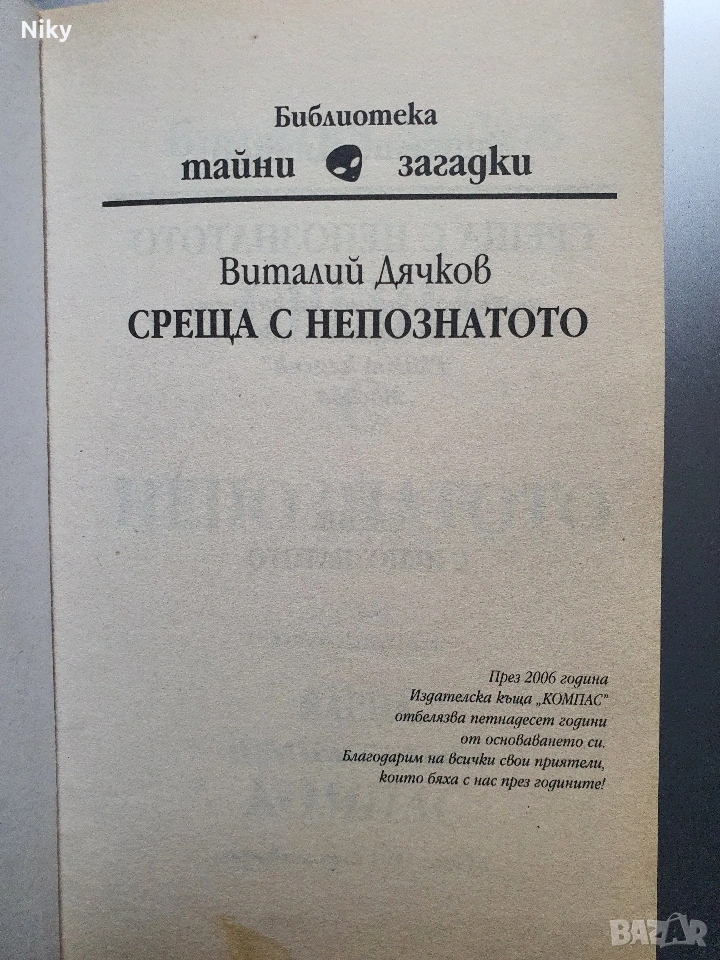 Niky
Библиотека
тайни загадки
Виталий Дячков
СРЕЩА С НЕПОЗНАТОТО
През 2006 година
Издателска къща „КОМПАС”
отбелязва петнадесет години
от основаването си.
Благодарим на всички свои приятели,
които бяха с нас през годините!
BAZAR